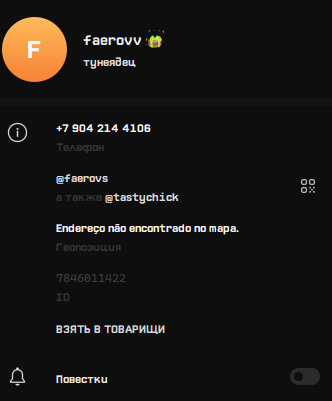 F
faerovv
тунеядец
+7 904 214 4106
Телефон
@faerovs
а также @tastychick
Endereço não encontrado no mapa.
Геопозиция
7846011422
ID
ВЗЯТЬ В ТОВАРИЩИ
Повестки